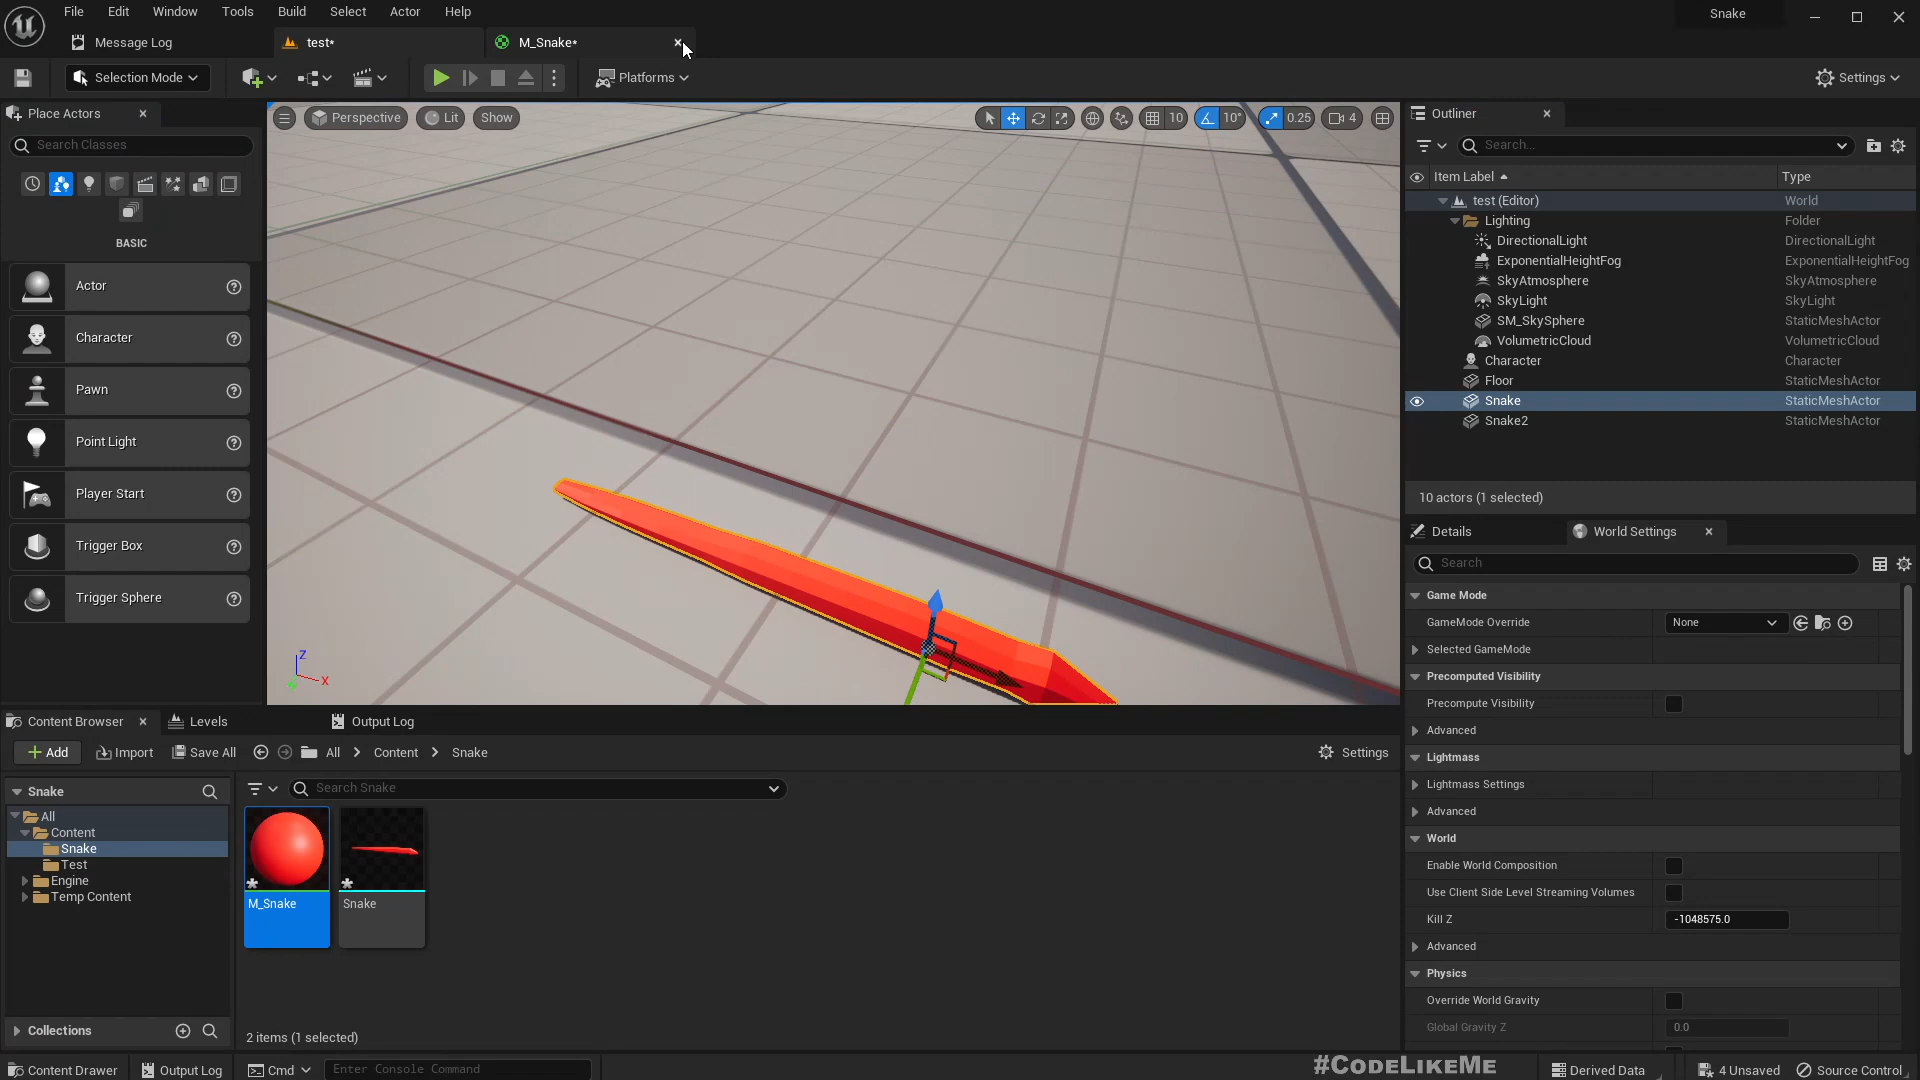 File Edit Window Tools Build Select Actor Help
Snake
Message Log
test*
M_Snake*
Selection Mode
Platforms
Settings
Place Actors
Search Classes
BASIC
Actor
Character
Pawn
Point Light
Player Start
Trigger Box
Trigger Sphere
Perspective
Lit
Show
10
10°
0.25
4
Z
X
Outliner
Search...
Item Label
Type
test (Editor) World
Lighting Folder
DirectionalLight DirectionalLight
ExponentialHeightFog ExponentialHeightFog
SkyAtmosphere SkyAtmosphere
SkyLight SkyLight
SM_SkySphere StaticMeshActor
VolumetricCloud VolumetricCloud
Character Character
Floor StaticMeshActor
Snake StaticMeshActor
Snake2 StaticMeshActor
10 actors (1 selected)
Details
World Settings
Search
Game Mode
GameMode Override None
Selected GameMode
Precomputed Visibility
Precompute Visibility
Advanced
Lightmass
Lightmass Settings
Advanced
World
Enable World Composition
Use Client Side Level Streaming Volumes
Kill Z -1048575.0
Advanced
Physics
Override World Gravity
Global Gravity Z 0.0
Content Browser
Levels
Output Log
Add
Import
Save All
All
Content
Snake
Settings
Snake
All
Content
Snake
Test
Engine
Temp Content
Search Snake
M_Snake
Snake
Collections
2 items (1 selected)
Content Drawer
Output Log
Cmd
Enter Console Command
#CodeLikeMe
Derived Data
4 Unsaved
Source Control